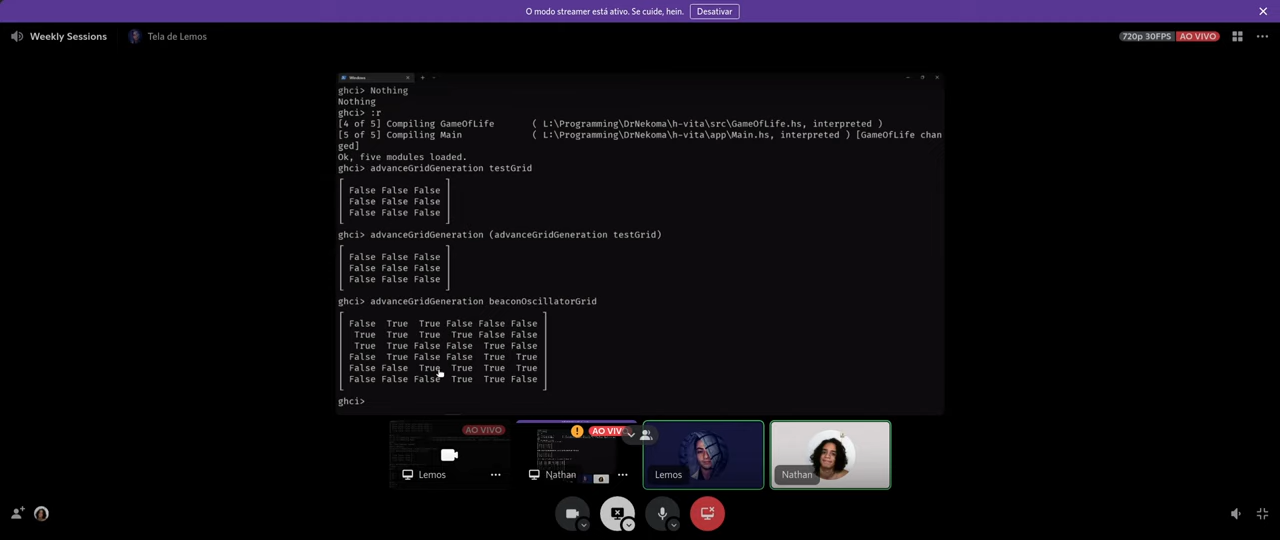 O modo streamer está ativo. Se cuide, hein. Desativar
Weekly Sessions Tela de Lemos 720p 30FPS AO VIVO
Windows
ghci> Nothing
Nothing
ghci> :r
[4 of 5] Compiling GameOfLife ( L:\Programming\DrNekoma\h-vita\src\GameOfLife.hs, interpreted )
[5 of 5] Compiling Main ( L:\Programming\DrNekoma\h-vita\app\Main.hs, interpreted ) [GameOfLife chan
ged]
Ok, five modules loaded.
ghci> advanceGridGeneration testGrid
False False False
False False False
False False False
ghci> advanceGridGeneration (advanceGridGeneration testGrid)
False False False
False False False
False False False
ghci> advanceGridGeneration beaconOscillatorGrid
False True True False False False
True True True True False False
True True False False True False
False True False False True True
False False True True True True
False False False True True False
ghci>
AO VIVO
Lemos
AO VIVO
Nathan
Lemos
Nathan